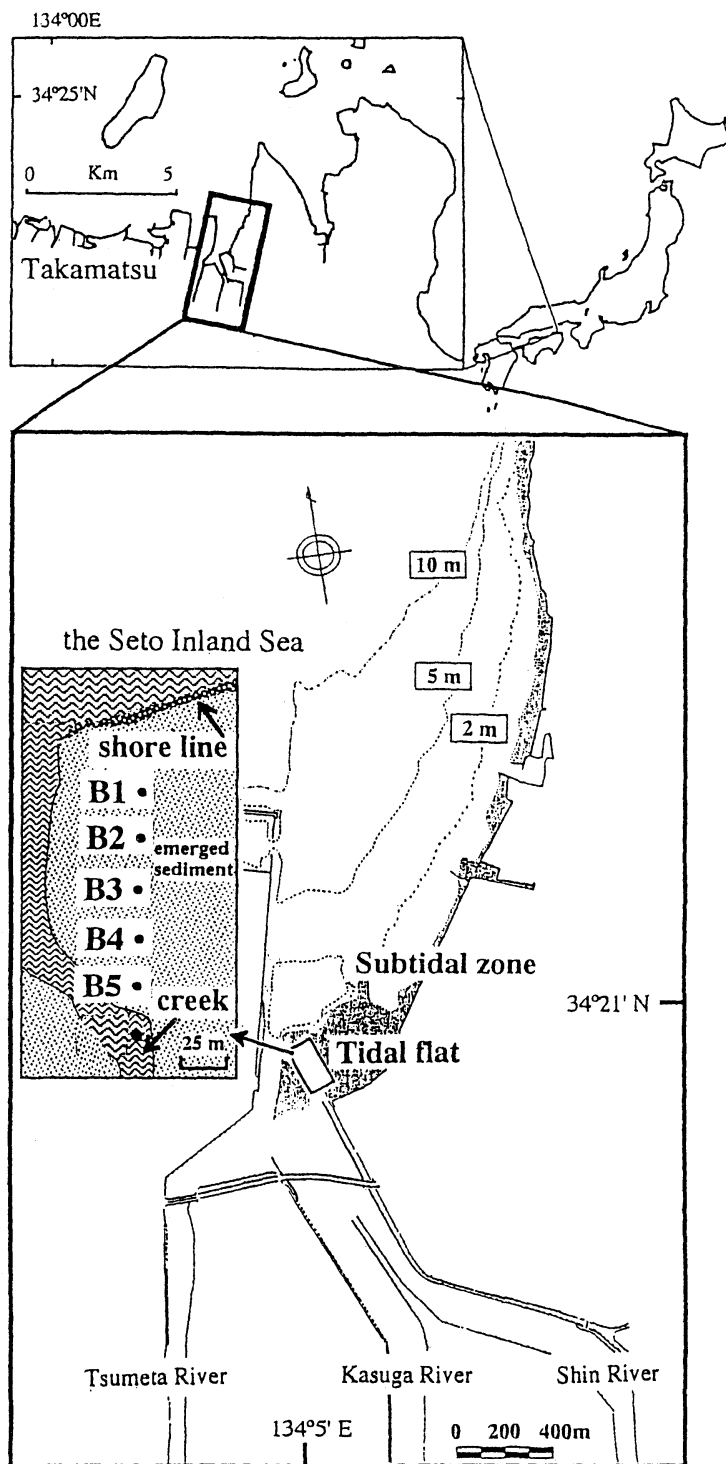 134°00E
34°25'N
0 Km 5
Takamatsu
10 m
the Seto Inland Sea
5 m
2 m
shore line
B1
B2
emerged
sediment
B3
B4
B5
creek
25 m
Subtidal zone
34°21' N
Tidal flat
Tsumeta River
Kasuga River
Shin River
134°5' E
0 200 400m